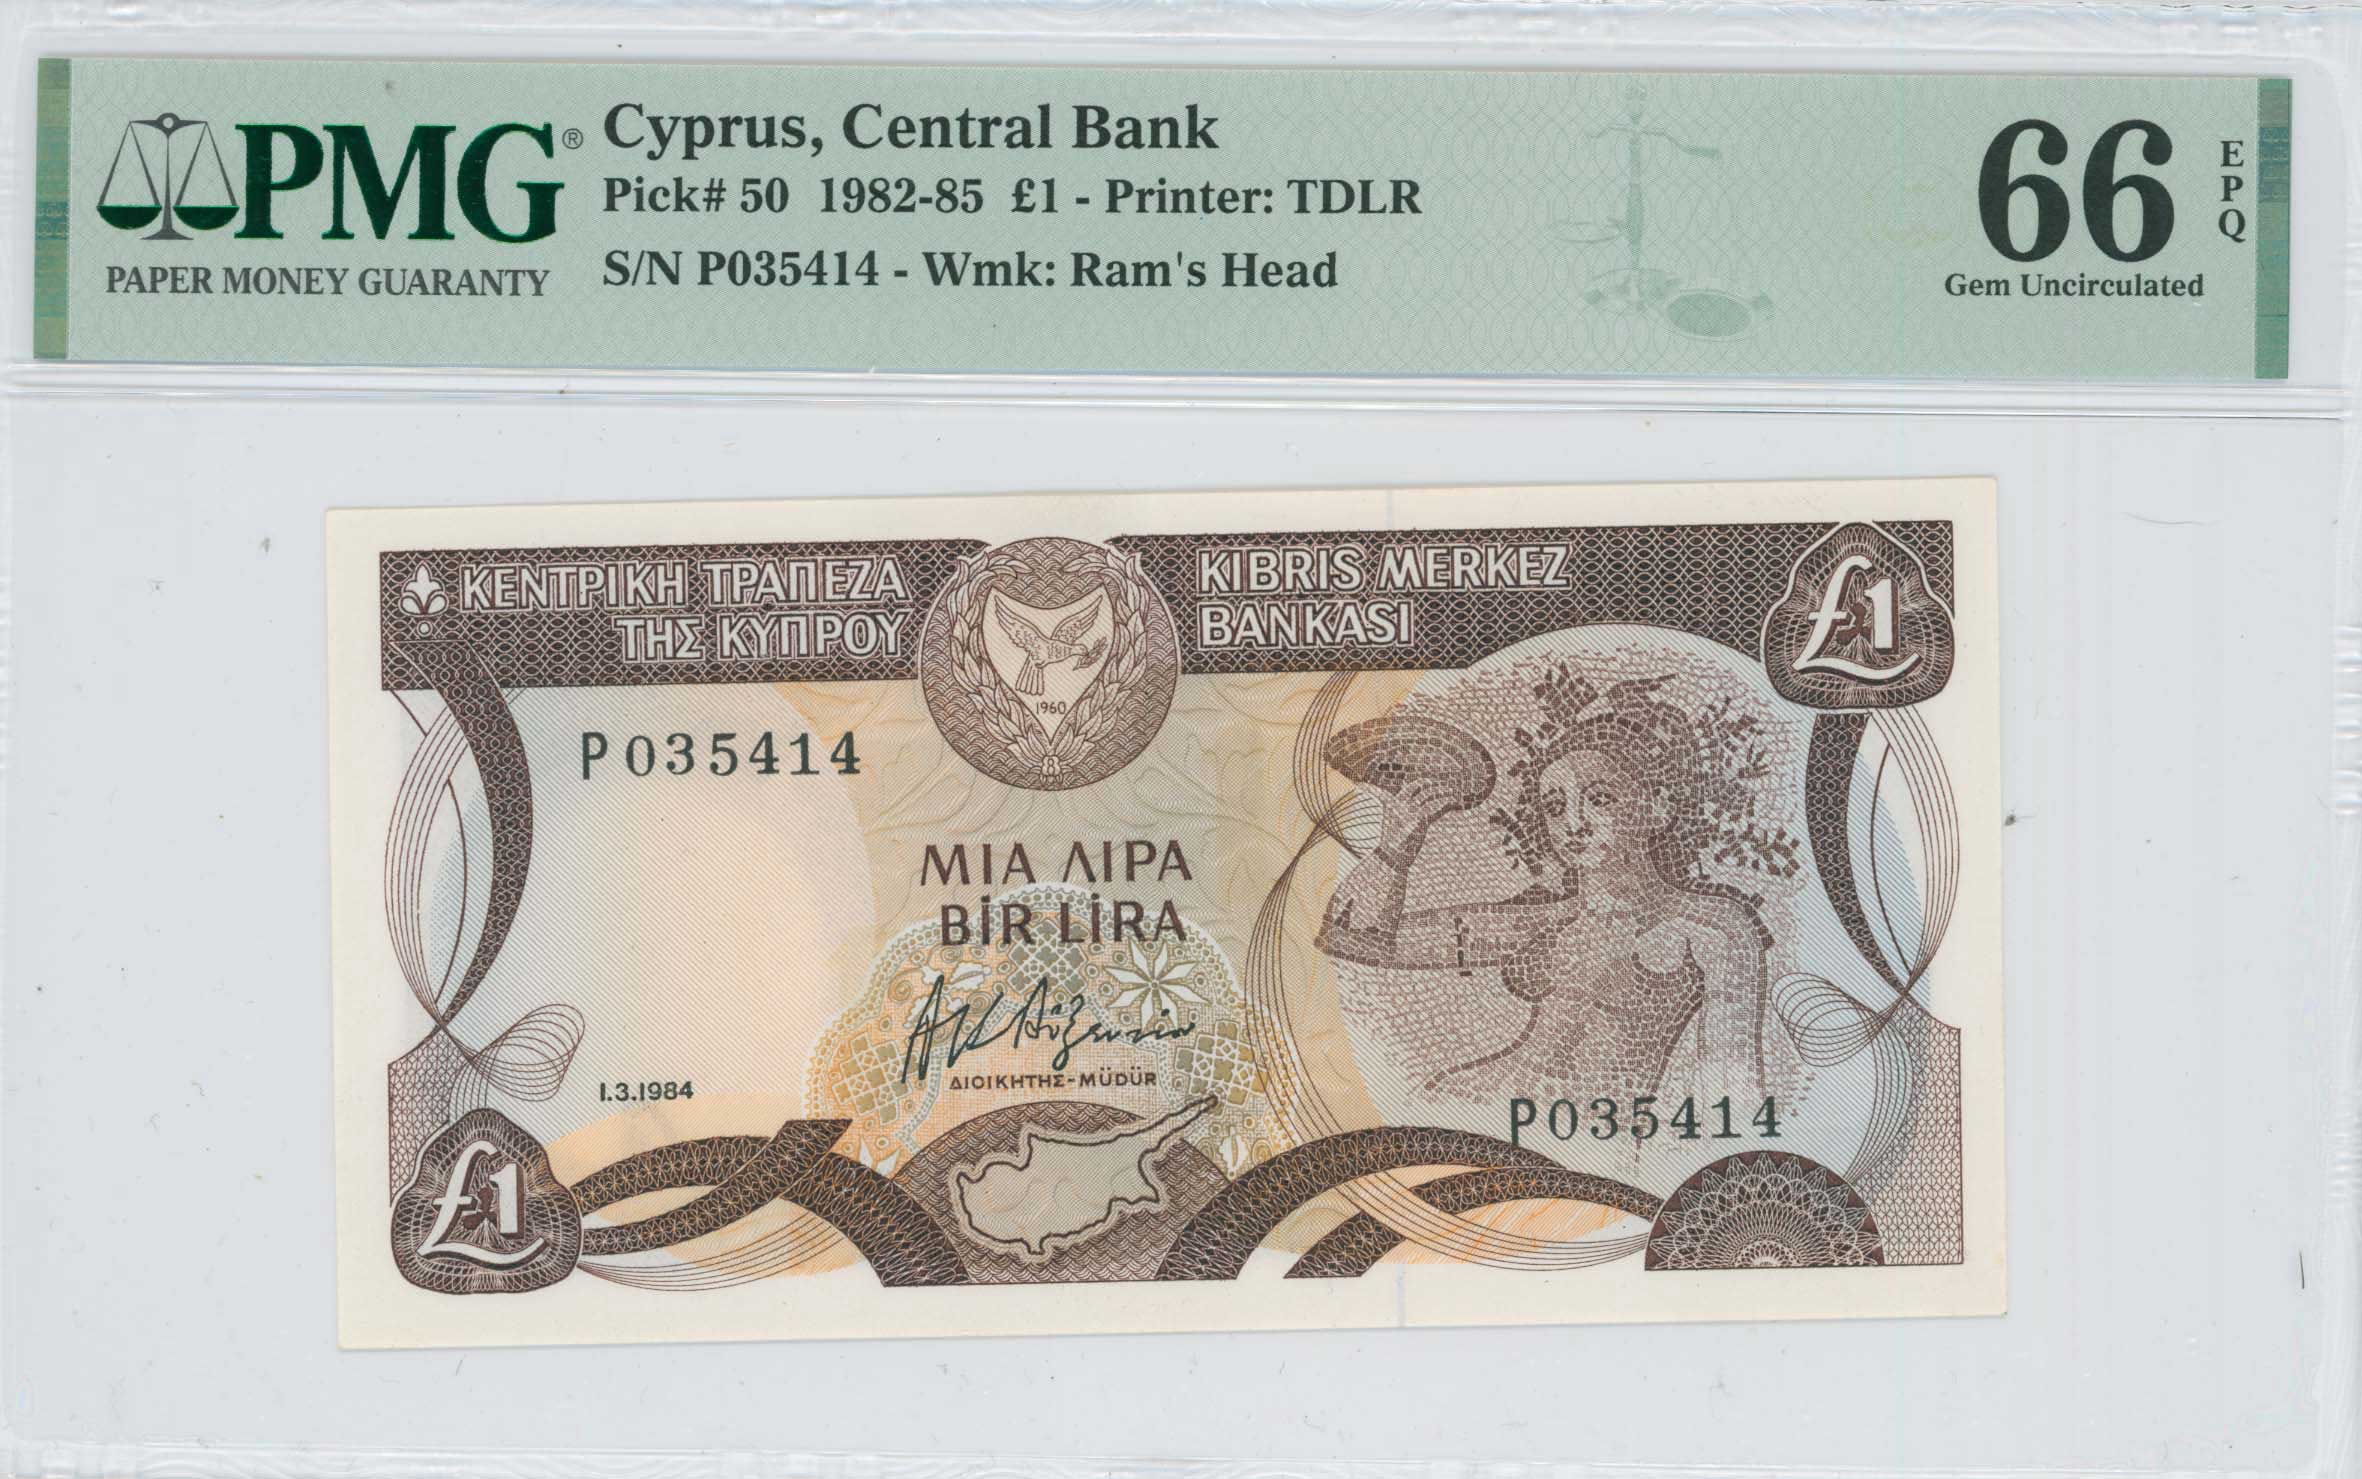 PMG®
PAPER MONEY GUARANTY
Cyprus, Central Bank
Pick# 50 1982-85 £1 - Printer: TDLR
S/N P035414 - Wmk: Ram's Head
66
EPQ
Gem Uncirculated
ΚΕΝΤΡΙΚΗ ΤΡΑΠΕΖΑ
ΤΗΣ ΚΥΠΡΟΥ
KIBRIS MERKEZ
BANKASI
£1
1960
P035414
ΜΙΑ ΛΙΡΑ
BİR LİRA
ΔΙΟΙΚΗΤΗΣ-MÜDÜR
1.3.1984
P035414
£1